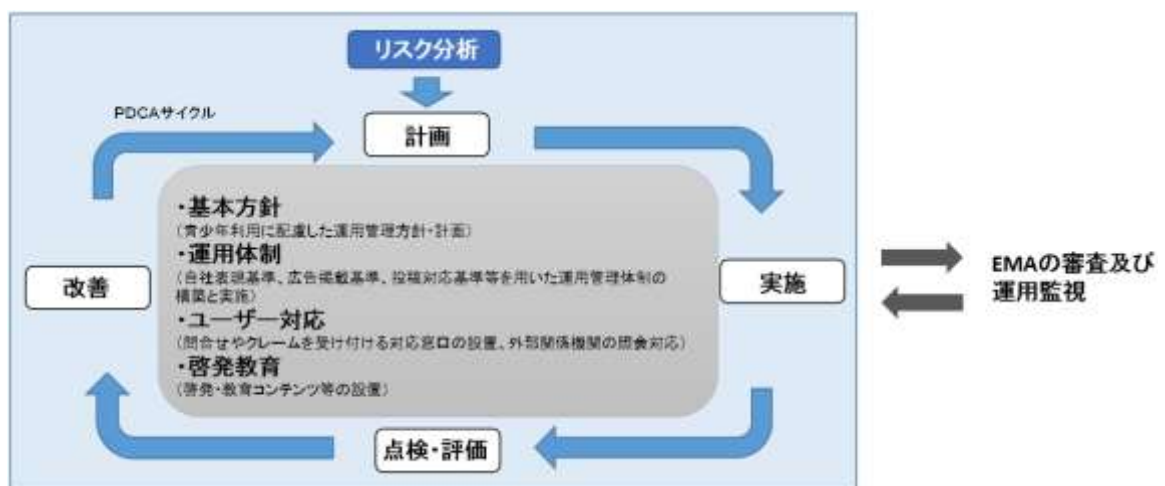 リスク分析
PDCAサイクル
計画
・基本方針
（青少年利用に配慮した運用管理方針・計画）
・運用体制
（自社表現基準、広告掲載基準、投稿対応基準等を用いた運用管理体制の
構築と実施）
・ユーザー対応
（問合せやクレームを受け付ける対応窓口の設置、外部関係機関の照会対応）
・啓発教育
（啓発・教育コンテンツ等の設置）
改善
実施
点検・評価
EMAの審査及び
運用監視